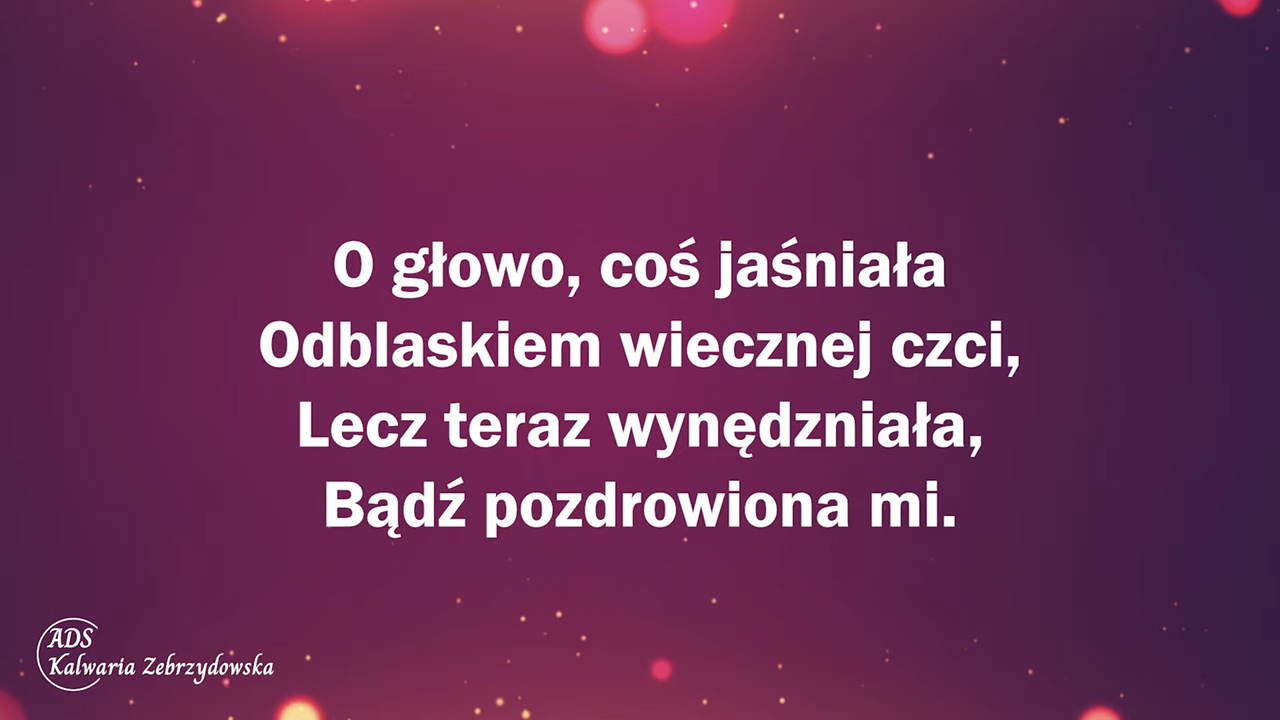 O głowo, coś jaśniała
Odblaskiem wiecznej czci,
Lecz teraz wynędzniała,
Bądź pozdrowiona mi.
ADS
Kalwaria Zebrzydowska